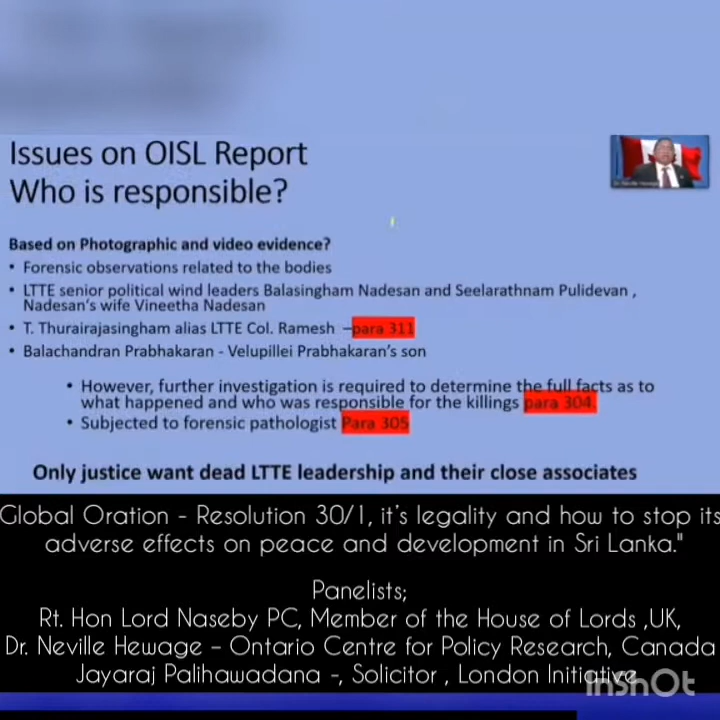 Issues on OISL Report
Who is responsible?
Based on Photographic and video evidence?
• Forensic observations related to the bodies
• LTTE senior political wind leaders Balasingham Nadesan and Seelarathnam Pulidevan ,
Nadesan's wife Vineetha Nadesan
• T. Thurairajasingham alias LTTE Col. Ramesh –para 311
• Balachandran Prabhakaran - Velupillei Prabhakaran's son
• However, further investigation is required to determine the full facts as to
what happened and who was responsible for the killings para 304.
• Subjected to forensic pathologist Para 305
Only justice want dead LTTE leadership and their close associates
Global Oration - Resolution 30/1, it's legality and how to stop its
adverse effects on peace and development in Sri Lanka."
Panelists;
Rt. Hon Lord Naseby PC, Member of the House of Lords ,UK,
Dr. Neville Hewage – Ontario Centre for Policy Research, Canada
Jayaraj Palihawadana -, Solicitor , London Initiative
InShOt